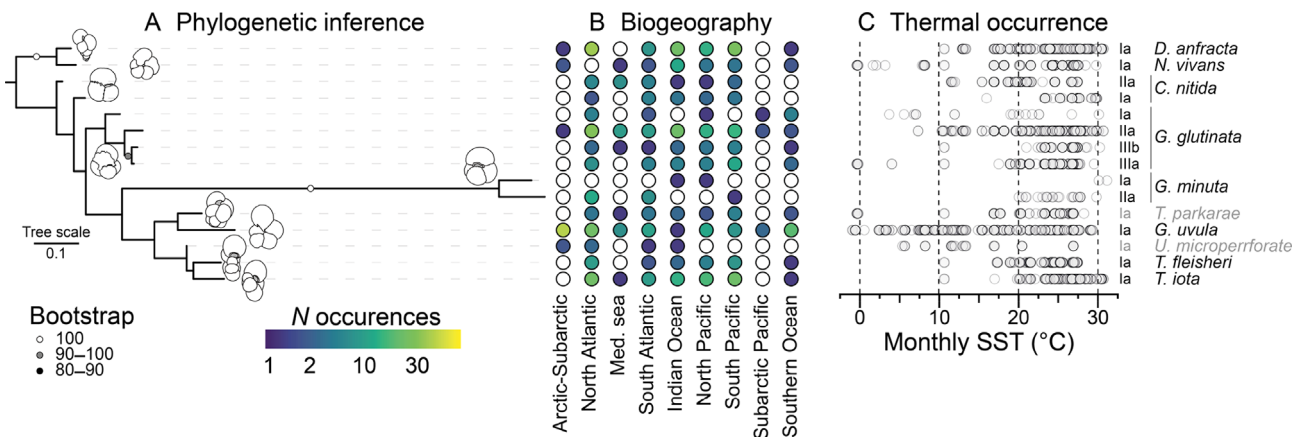 A Phylogenetic inference
B Biogeography
C Thermal occurrence
Tree scale
0.1
Bootstrap
100
90–100
80–90
N occurences
1 2 10 30
Arctic-Subarctic
North Atlantic
Med. sea
South Atlantic
Indian Ocean
North Pacific
South Pacific
Subarctic Pacific
Southern Ocean
Ia D. anfracta
Ia N. vivans
IIa
C. nitida
Ia
Ia
IIa
G. glutinata
IIIb
IIIa
Ia
G. minuta
IIa
Ia T. parkarae
Ia G. uvula
Ia U. microperrforate
Ia T. fleisheri
Ia T. iota
0 10 20 30
Monthly SST (°C)